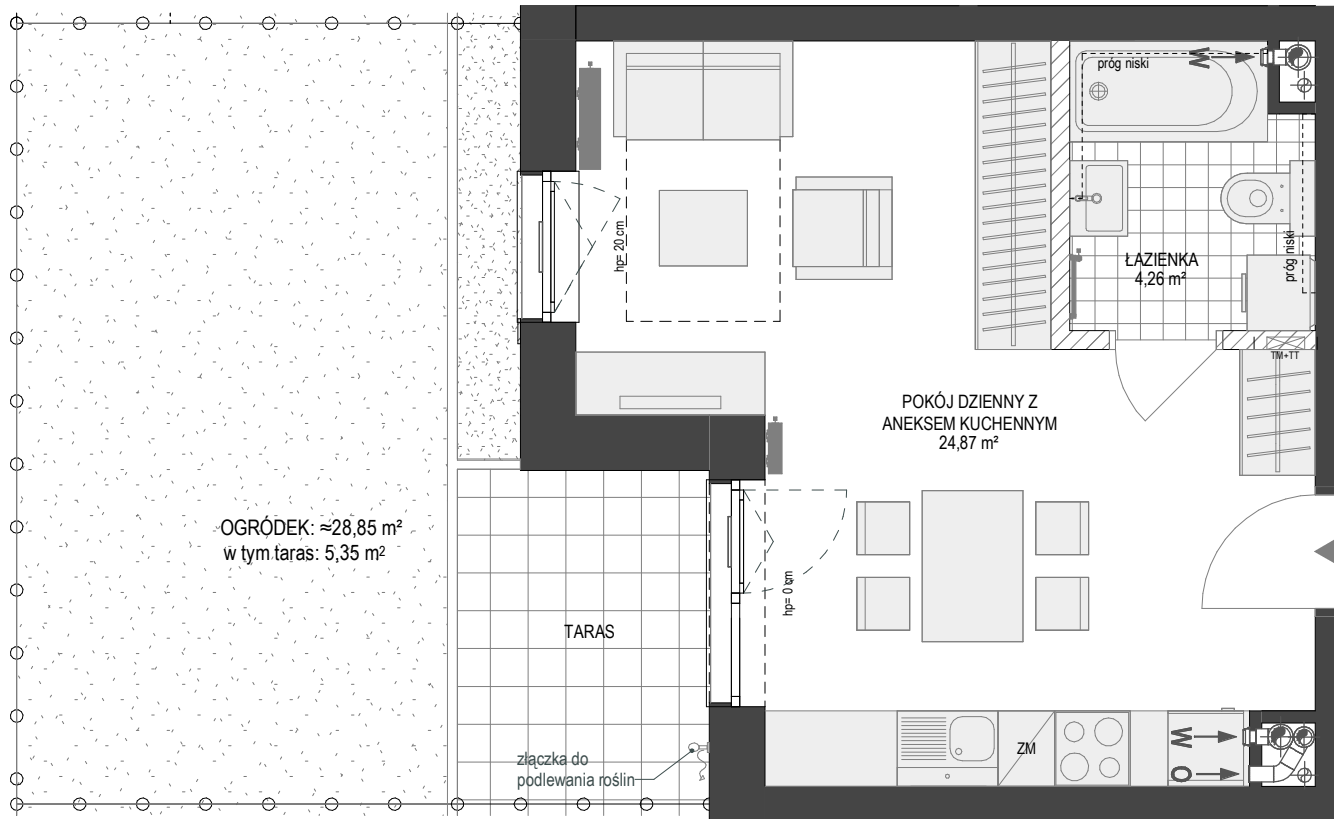 próg niski
W
hp= 20 cm
ŁAZIENKA
4,26 m²
próg niski
TM+TT
POKÓJ DZIENNY Z
ANEKSEM KUCHENNYM
24,87 m²
OGRÓDEK: ≈28,85 m²
w tym taras: 5,35 m²
hp= 0 cm
TARAS
złączka do
podlewania roślin
ZM
W
O